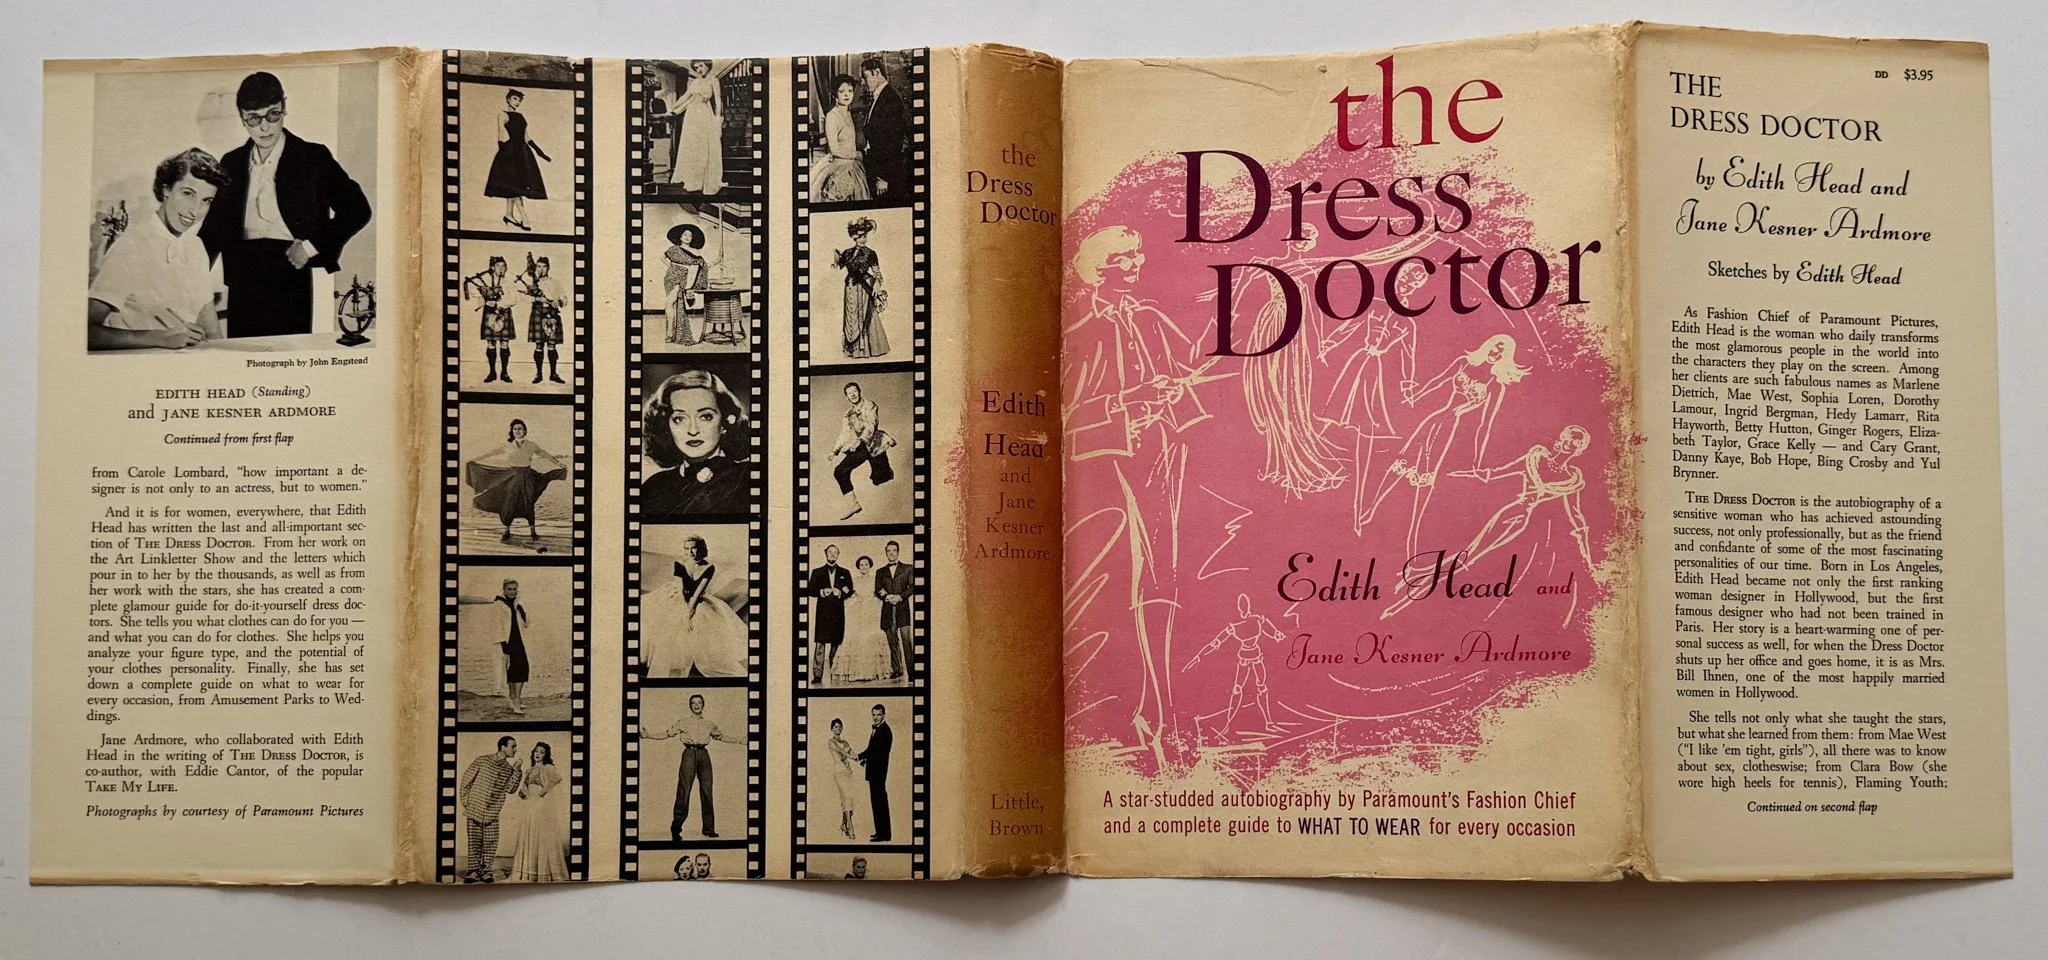 Photograph by John Engstead
EDITH HEAD (Standing)
and JANE KESNER ARDMORE
Continued from first flap
from Carole Lombard, "how important a de-
signer is not only to an actress, but to women."
And it is for women, everywhere, that Edith
Head has written the last and all-important sec-
tion of THE DRESS DOCTOR. From her work on
the Art Linkletter Show and the letters which
pour in to her by the thousands, as well as from
her work with the stars, she has created a com-
plete glamour guide for do-it-yourself dress doc-
tors. She tells you what clothes can do for you —
and what you can do for clothes. She helps you
analyze your figure type, and the potential of
your clothes personality. Finally, she has set
down a complete guide on what to wear for
every occasion, from Amusement Parks to Wed-
dings.
Jane Ardmore, who collaborated with Edith
Head in the writing of THE DRESS DOCTOR, is
co-author, with Eddie Cantor, of the popular
TAKE MY LIFE.
Photographs by courtesy of Paramount Pictures
the
Dress
Doctor
Edith
Head
and
Jane
Kesner
Ardmore
Little,
Brown
the
Dress
Doctor
Edith Head and
Jane Kesner Ardmore
A star-studded autobiography by Paramount's Fashion Chief
and a complete guide to WHAT TO WEAR for every occasion
DD $3.95
THE
DRESS DOCTOR
by Edith Head and
Jane Kesner Ardmore
Sketches by Edith Head
As Fashion Chief of Paramount Pictures,
Edith Head is the woman who daily transforms
the most glamorous people in the world into
the characters they play on the screen. Among
her clients are such fabulous names as Marlene
Dietrich, Mae West, Sophia Loren, Dorothy
Lamour, Ingrid Bergman, Hedy Lamarr, Rita
Hayworth, Betty Hutton, Ginger Rogers, Eliza-
beth Taylor, Grace Kelly — and Cary Grant,
Danny Kaye, Bob Hope, Bing Crosby and Yul
Brynner.
THE DRESS DOCTOR is the autobiography of a
sensitive woman who has achieved astounding
success, not only professionally, but as the friend
and confidante of some of the most fascinating
personalities of our time. Born in Los Angeles,
Edith Head became not only the first ranking
woman designer in Hollywood, but the first
famous designer who had not been trained in
Paris. Her story is a heart-warming one of per-
sonal success as well, for when the Dress Doctor
shuts up her office and goes home, it is as Mrs.
Bill Ihnen, one of the most happily married
women in Hollywood.
She tells not only what she taught the stars,
but what she learned from them: from Mae West
("I like 'em tight, girls"), all there was to know
about sex, clotheswise; from Clara Bow (she
wore high heels for tennis), Flaming Youth;
Continued on second flap